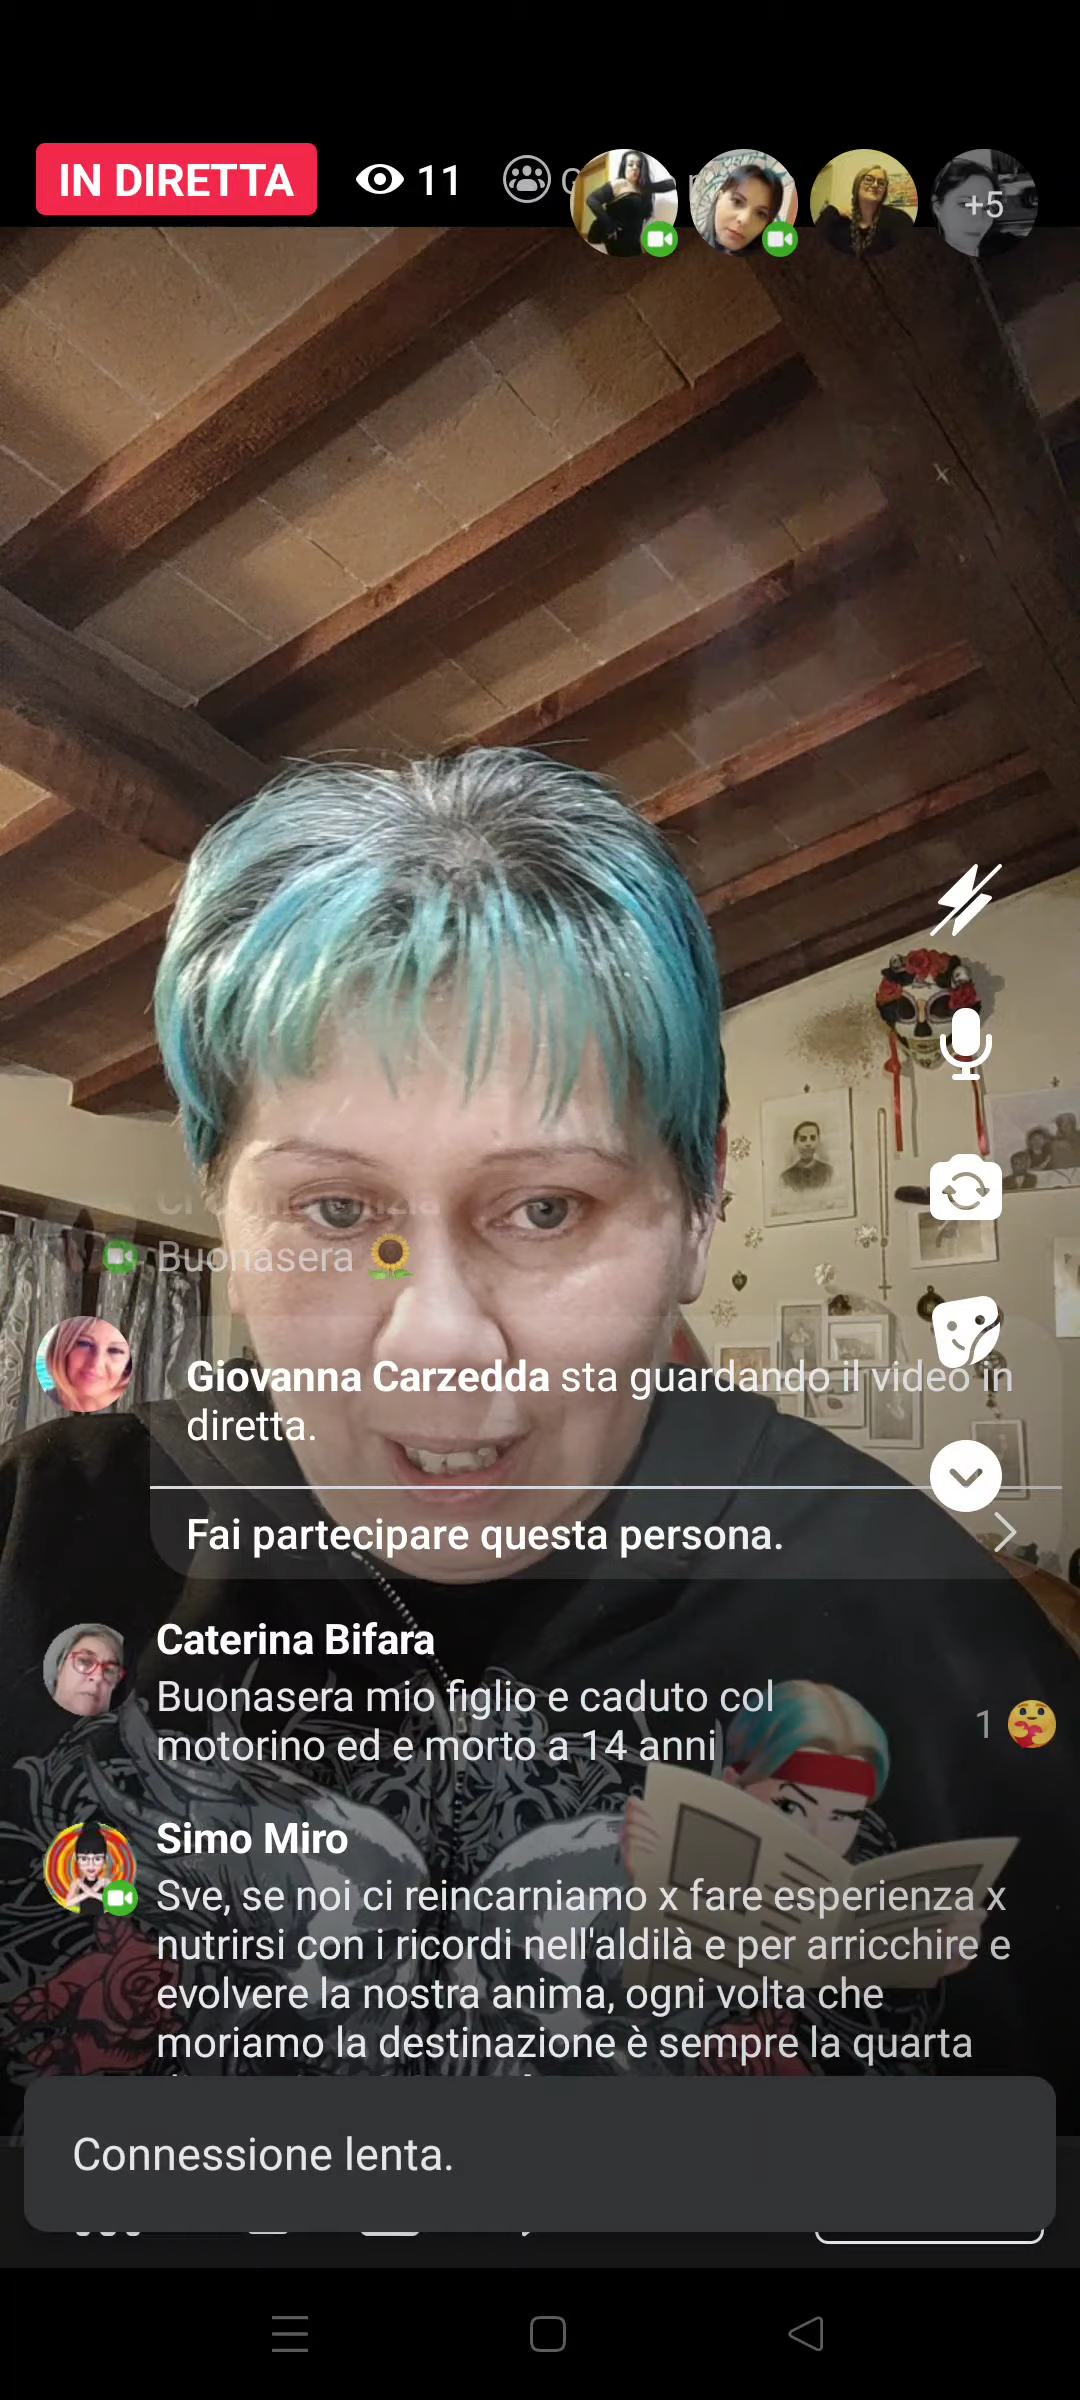 IN DIRETTA
11
+5
Buonasera 🌻
Giovanna Carzedda sta guardando il video in
diretta.
Fai partecipare questa persona.
Caterina Bifara
Buonasera mio figlio e caduto col
motorino ed e morto a 14 anni
1 🤗
Simo Miro
Sve, se noi ci reincarniamo x fare esperienza x
nutrirsi con i ricordi nell'aldilà e per arricchire e
evolvere la nostra anima, ogni volta che
moriamo la destinazione è sempre la quarta
Connessione lenta.